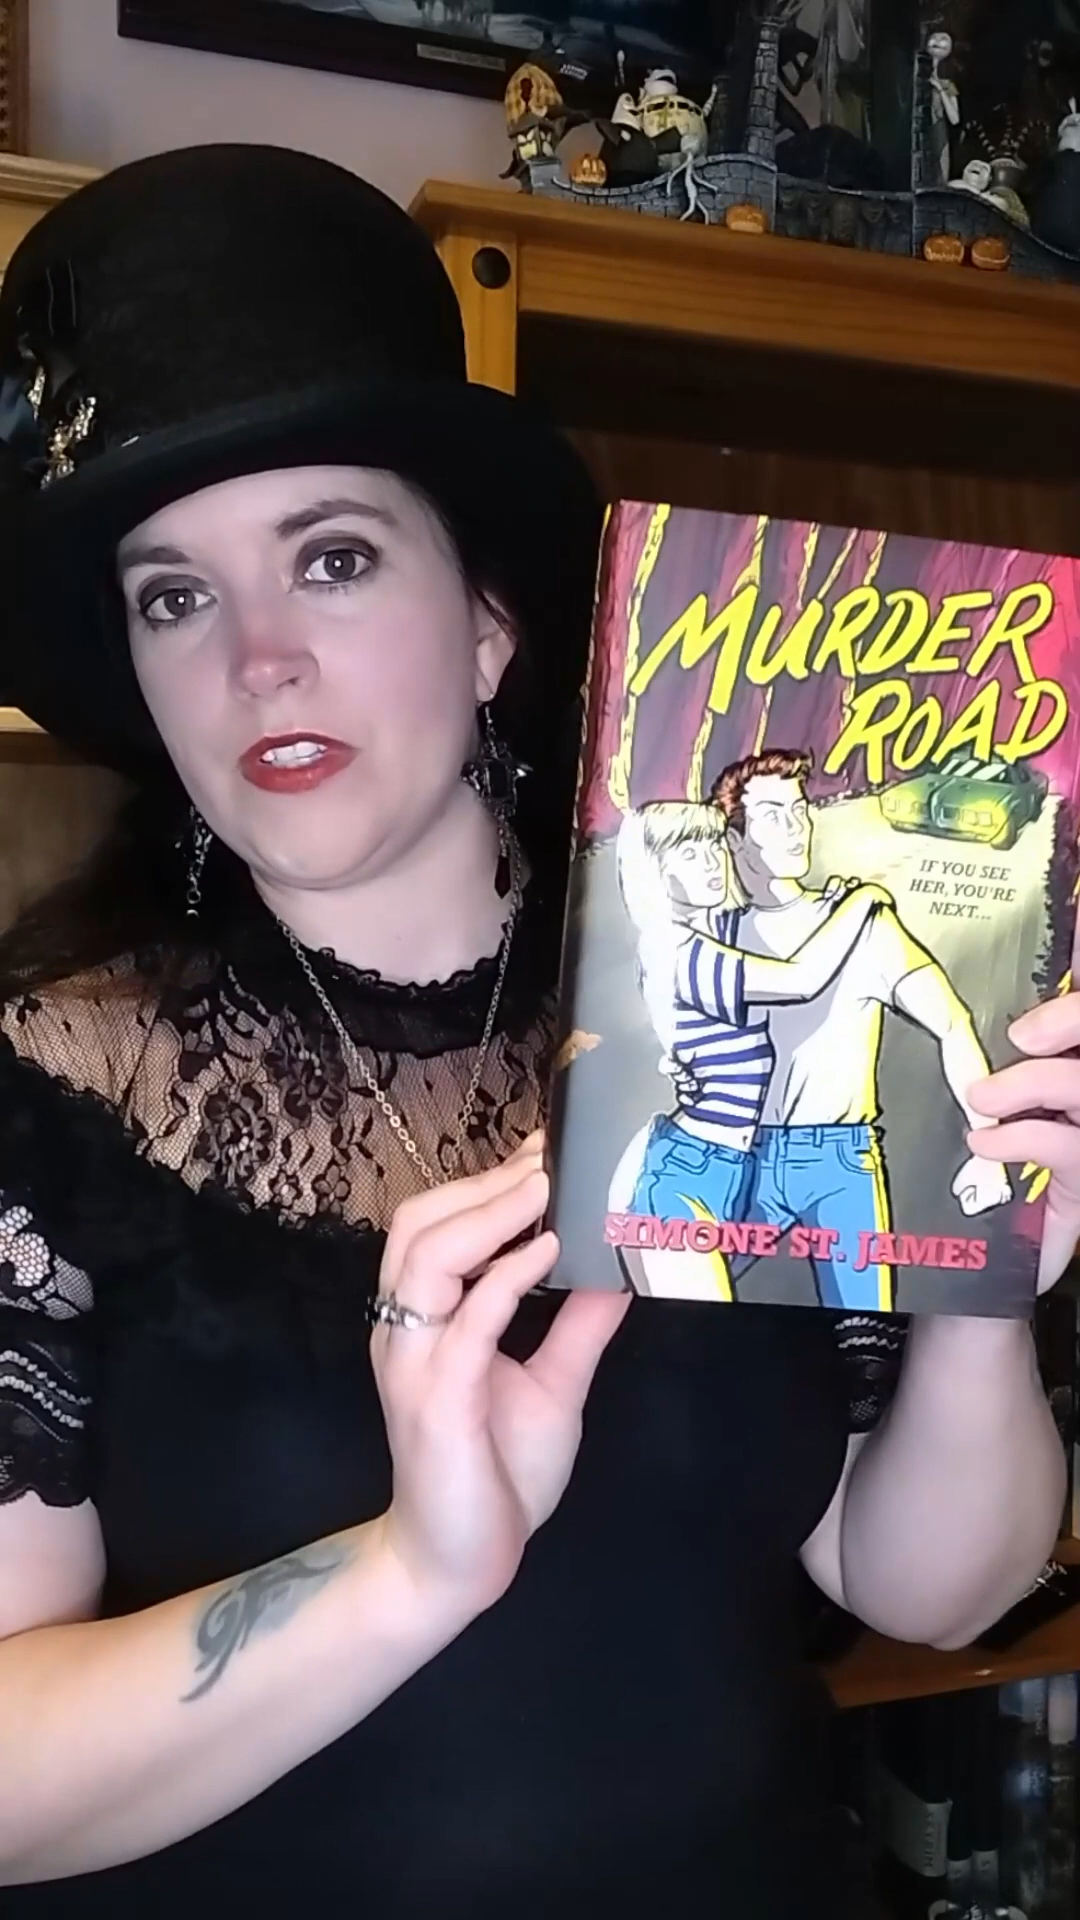 MURDER
ROAD
IF YOU SEE
HER, YOU'RE
NEXT...
SIMONE ST. JAMES